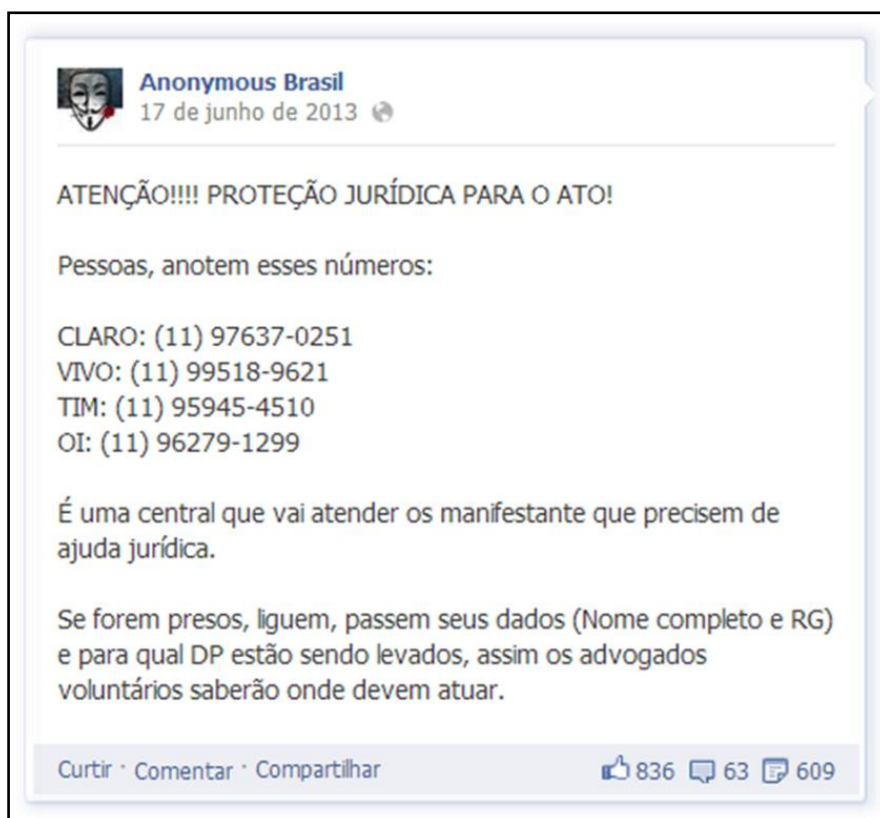 Anonymous Brasil
17 de junho de 2013
ATENÇÃO!!!! PROTEÇÃO JURÍDICA PARA O ATO!
Pessoas, anotem esses números:
CLARO: (11) 97637-0251
VIVO: (11) 99518-9621
TIM: (11) 95945-4510
OI: (11) 96279-1299
É uma central que vai atender os manifestante que precisem de
ajuda jurídica.
Se forem presos, liguem, passem seus dados (Nome completo e RG)
e para qual DP estão sendo levados, assim os advogados
voluntários saberão onde devem atuar.
Curtir · Comentar · Compartilhar 836 63 609